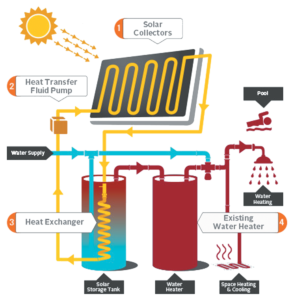 1
Solar
Collectors
2
Heat Transfer
Fluid Pump
Pool
Water Supply
Water
Heating
3
Heat Exchanger
Existing
Water Heater
4
Solar
Storage Tank
Water
Heater
Space Heating
& Cooling